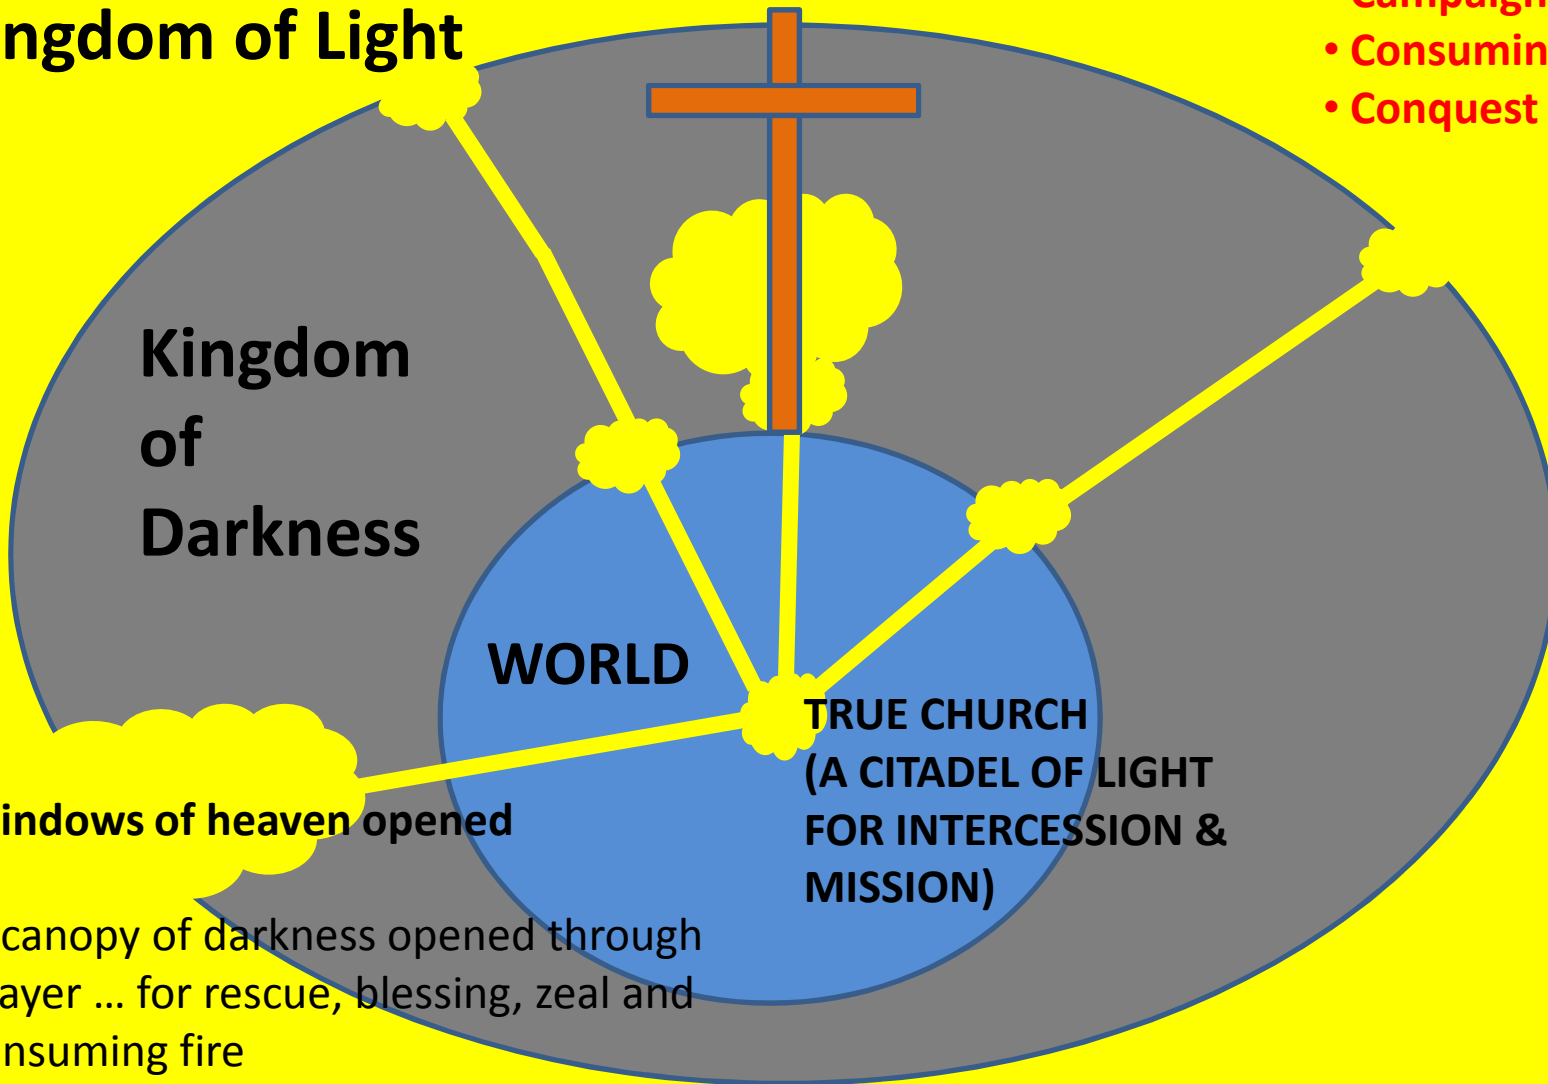 ngdom of Light
Campaign
• Consumin
• Conquest
Kingdom
of
Darkness
WORLD
TRUE CHURCH
(A CITADEL OF LIGHT
FOR INTERCESSION &
MISSION)
indows of heaven opened
canopy of darkness opened through
ayer ... for rescue, blessing, zeal and
nsuming fire